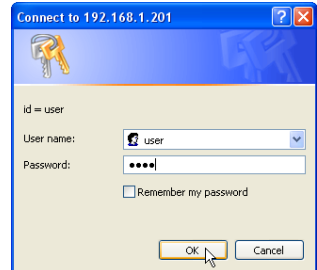 Connect to 192.168.1.201
id = user
User name:
user
Password:
••••
Remember my password
OK
Cancel